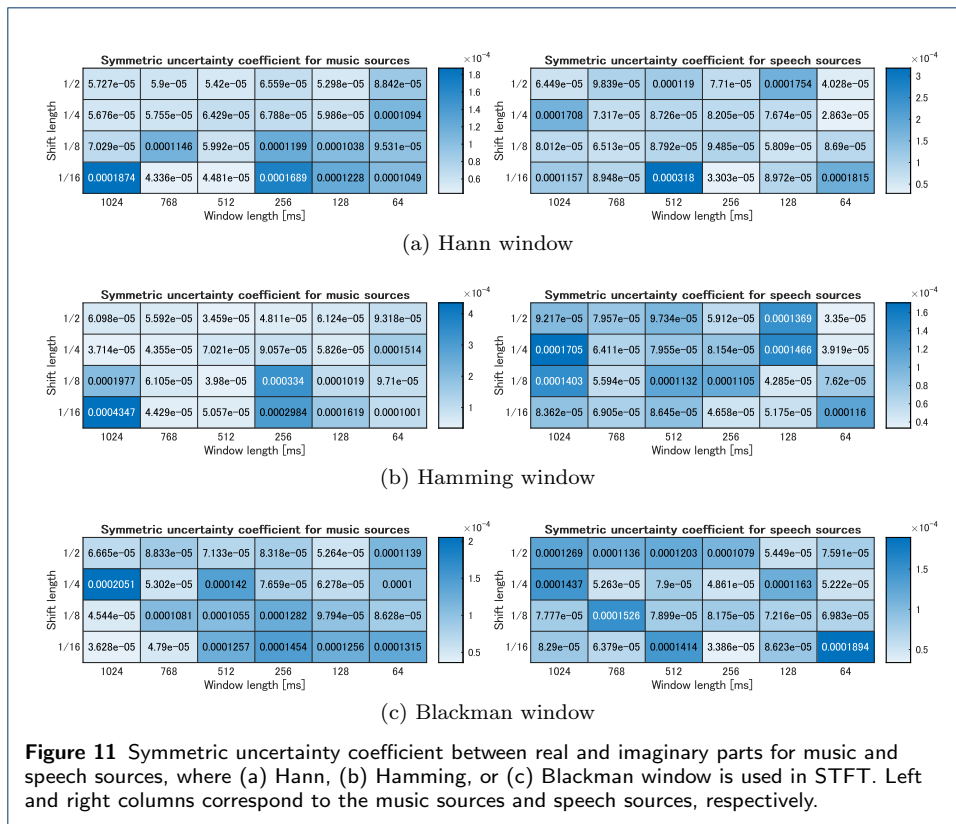 Symmetric uncertainty coefficient for music sources
×10⁻⁴
Shift length
1/2 5.727e-05 5.9e-05 5.42e-05 6.559e-05 5.298e-05 8.842e-05
1/4 5.676e-05 5.755e-05 6.429e-05 6.788e-05 5.986e-05 0.0001094
1/8 7.029e-05 0.0001146 5.992e-05 0.0001199 0.0001038 9.531e-05
1/16 0.0001874 4.336e-05 4.481e-05 0.0001689 0.0001228 0.0001049
1024 768 512 256 128 64
Window length [ms]
1.8
1.6
1.4
1.2
1
0.8
0.6
Symmetric uncertainty coefficient for speech sources
×10⁻⁴
Shift length
1/2 6.449e-05 9.839e-05 0.000119 7.71e-05 0.0001754 4.028e-05
1/4 0.0001708 7.317e-05 8.726e-05 8.205e-05 7.674e-05 2.863e-05
1/8 8.012e-05 6.513e-05 8.792e-05 9.485e-05 5.809e-05 8.69e-05
1/16 0.0001157 8.948e-05 0.000318 3.303e-05 8.972e-05 0.0001815
1024 768 512 256 128 64
Window length [ms]
3
2.5
2
1.5
1
0.5
(a) Hann window
Symmetric uncertainty coefficient for music sources
×10⁻⁴
Shift length
1/2 6.098e-05 5.592e-05 3.459e-05 4.811e-05 6.124e-05 9.318e-05
1/4 3.714e-05 4.355e-05 7.021e-05 9.057e-05 5.826e-05 0.0001514
1/8 0.0001977 6.105e-05 3.98e-05 0.000334 0.0001019 9.71e-05
1/16 0.0004347 4.429e-05 5.057e-05 0.0002984 0.0001619 0.0001001
1024 768 512 256 128 64
Window length [ms]
4
3
2
1
Symmetric uncertainty coefficient for speech sources
×10⁻⁴
Shift length
1/2 9.217e-05 7.957e-05 9.734e-05 5.912e-05 0.0001369 3.35e-05
1/4 0.0001705 6.411e-05 7.955e-05 8.154e-05 0.0001466 3.919e-05
1/8 0.0001403 5.594e-05 0.0001132 0.0001105 4.285e-05 7.62e-05
1/16 8.362e-05 6.905e-05 8.645e-05 4.658e-05 5.175e-05 0.000116
1024 768 512 256 128 64
Window length [ms]
1.6
1.4
1.2
1
0.8
0.6
0.4
(b) Hamming window
Symmetric uncertainty coefficient for music sources
×10⁻⁴
Shift length
1/2 6.665e-05 8.833e-05 7.133e-05 8.318e-05 5.264e-05 0.0001139
1/4 0.0002051 5.302e-05 0.000142 7.659e-05 6.278e-05 0.0001
1/8 4.544e-05 0.0001081 0.0001055 0.0001282 9.794e-05 8.628e-05
1/16 3.628e-05 4.79e-05 0.0001257 0.0001454 0.0001256 0.0001315
1024 768 512 256 128 64
Window length [ms]
2
1.5
1
0.5
Symmetric uncertainty coefficient for speech sources
×10⁻⁴
Shift length
1/2 0.0001269 0.0001136 0.0001203 0.0001079 5.449e-05 7.591e-05
1/4 0.0001437 5.263e-05 7.9e-05 4.861e-05 0.0001163 5.222e-05
1/8 7.777e-05 0.0001526 7.899e-05 8.175e-05 7.216e-05 6.983e-05
1/16 8.29e-05 6.379e-05 0.0001414 3.386e-05 8.623e-05 0.0001894
1024 768 512 256 128 64
Window length [ms]
1.5
1
0.5
(c) Blackman window
Figure 11 Symmetric uncertainty coefficient between real and imaginary parts for music and
speech sources, where (a) Hann, (b) Hamming, or (c) Blackman window is used in STFT. Left
and right columns correspond to the music sources and speech sources, respectively.